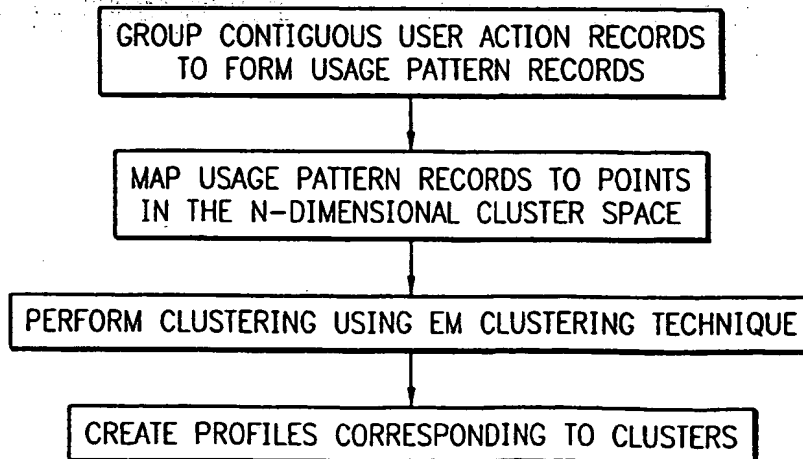 GROUP CONTIGUOUS USER ACTION RECORDS
TO FORM USAGE PATTERN RECORDS
MAP USAGE PATTERN RECORDS TO POINTS
IN THE N-DIMENSIONAL CLUSTER SPACE
PERFORM CLUSTERING USING EM CLUSTERING TECHNIQUE
CREATE PROFILES CORRESPONDING TO CLUSTERS